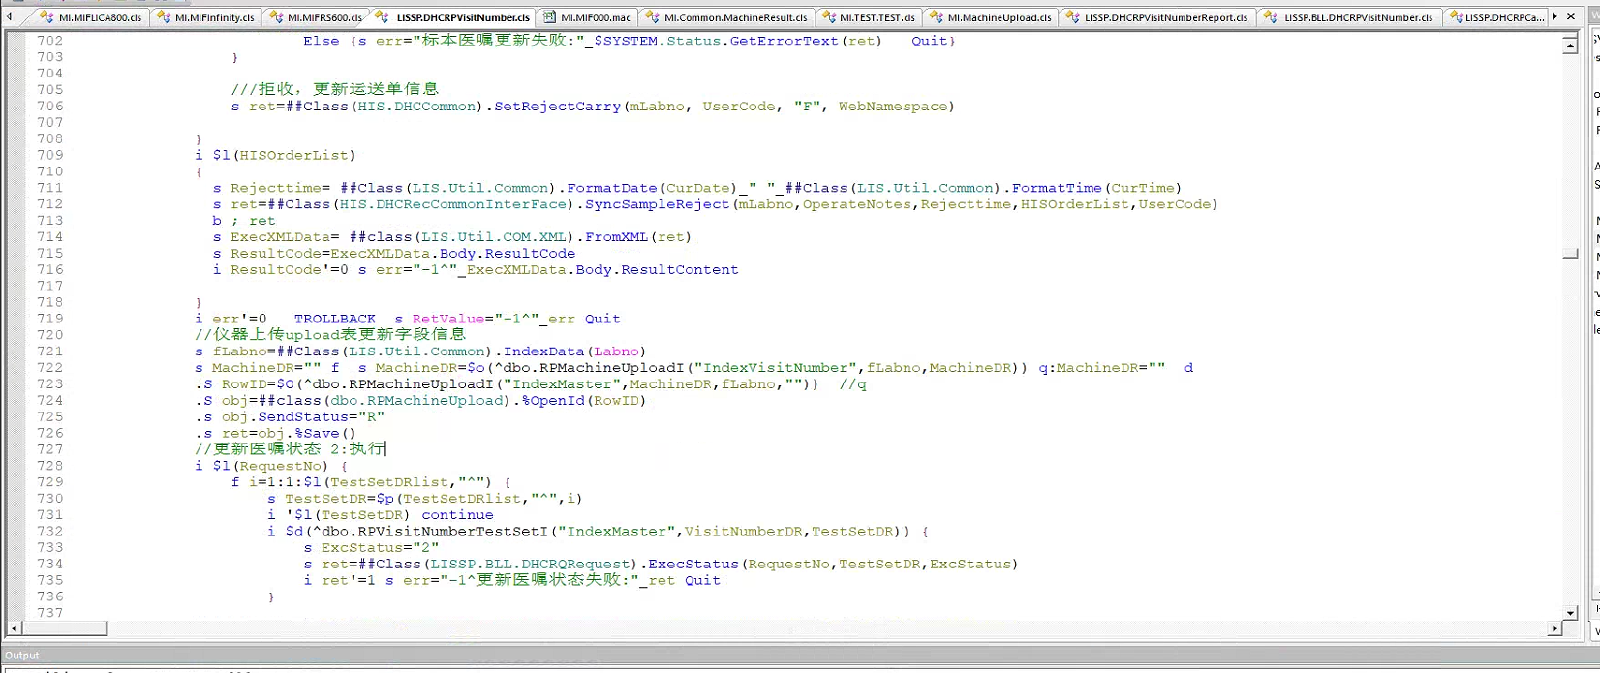 MI.MIFLICA800.cls MI.MIFinfinity.cls MI.MIFRS600.cls LISSP.DHCRPVisitNumber.cls MI.MIF000.mac MI.Common.MachineResult.cls MI.TEST.TEST.cls MI.MachineUpload.cls LISSP.DHCRPVisitNumberReport.cls LISSP.BLL.DHCRPVisitNumber.cls LISSP.DHCRPCa...
702 Else {s err="标本医嘱更新失败:"_$SYSTEM.Status.GetErrorText(ret) Quit}
703 }
704
705 ///拒收，更新运送单信息
706 s ret=##Class(HIS.DHCCommon).SetRejectCarry(mLabno, UserCode, "F", WebNamespace)
707
708 }
709 i $l(HISOrderList)
710 {
711 s Rejecttime= ##Class(LIS.Util.Common).FormatDate(CurDate)_" "_##Class(LIS.Util.Common).FormatTime(CurTime)
712 s ret=##Class(HIS.DHCRecCommonInterFace).SyncSampleReject(mLabno,OperateNotes,Rejecttime,HISOrderList,UserCode)
713 b ; ret
714 s ExecXMLData= ##class(LIS.Util.COM.XML).FromXML(ret)
715 s ResultCode=ExecXMLData.Body.ResultCode
716 i ResultCode'=0 s err="-1^"_ExecXMLData.Body.ResultContent
717
718 }
719 i err'=0 TROLLBACK s RetValue="-1^"_err Quit
720 //仪器上传upload表更新字段信息
721 s fLabno=##Class(LIS.Util.Common).IndexData(Labno)
722 s MachineDR="" f s MachineDR=$o(^dbo.RPMachineUploadI("IndexVisitNumber",fLabno,MachineDR)) q:MachineDR="" d
723 .S RowID=$O(^dbo.RPMachineUploadI("IndexMaster",MachineDR,fLabno,"")) //q
724 .S obj=##class(dbo.RPMachineUpload).%OpenId(RowID)
725 .s obj.SendStatus="R"
726 .s ret=obj.%Save()
727 //更新医嘱状态 2:执行
728 i $l(RequestNo) {
729 f i=1:1:$l(TestSetDRlist,"^") {
730 s TestSetDR=$p(TestSetDRlist,"^",i)
731 i '$l(TestSetDR) continue
732 i $d(^dbo.RPVisitNumberTestSetI("IndexMaster",VisitNumberDR,TestSetDR)) {
733 s ExcStatus="2"
734 s ret=##Class(LISSP.BLL.DHCRQRequest).ExecStatus(RequestNo,TestSetDR,ExcStatus)
735 i ret'=1 s err="-1^更新医嘱状态失败:"_ret Quit
736 }
737
Output